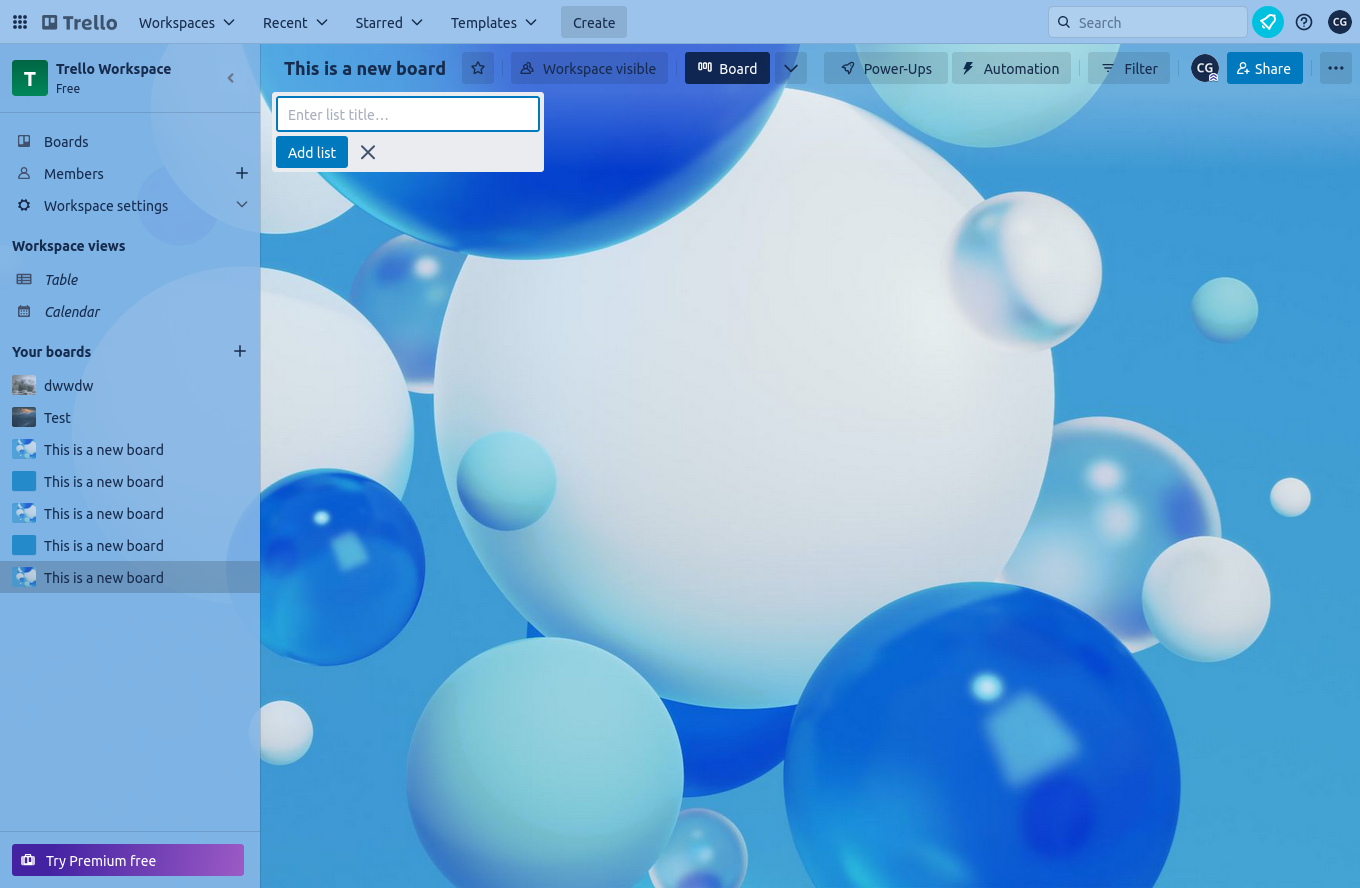 Trello
Workspaces
Recent
Starred
Templates
Create
Search
CG
T
Trello Workspace
Free
Boards
Members
Workspace settings
Workspace views
Table
Calendar
Your boards
dwwdw
Test
This is a new board
This is a new board
This is a new board
This is a new board
This is a new board
Try Premium free
This is a new board
Workspace visible
Board
Power-Ups
Automation
Filter
CG
Share
Enter list title…
Add list